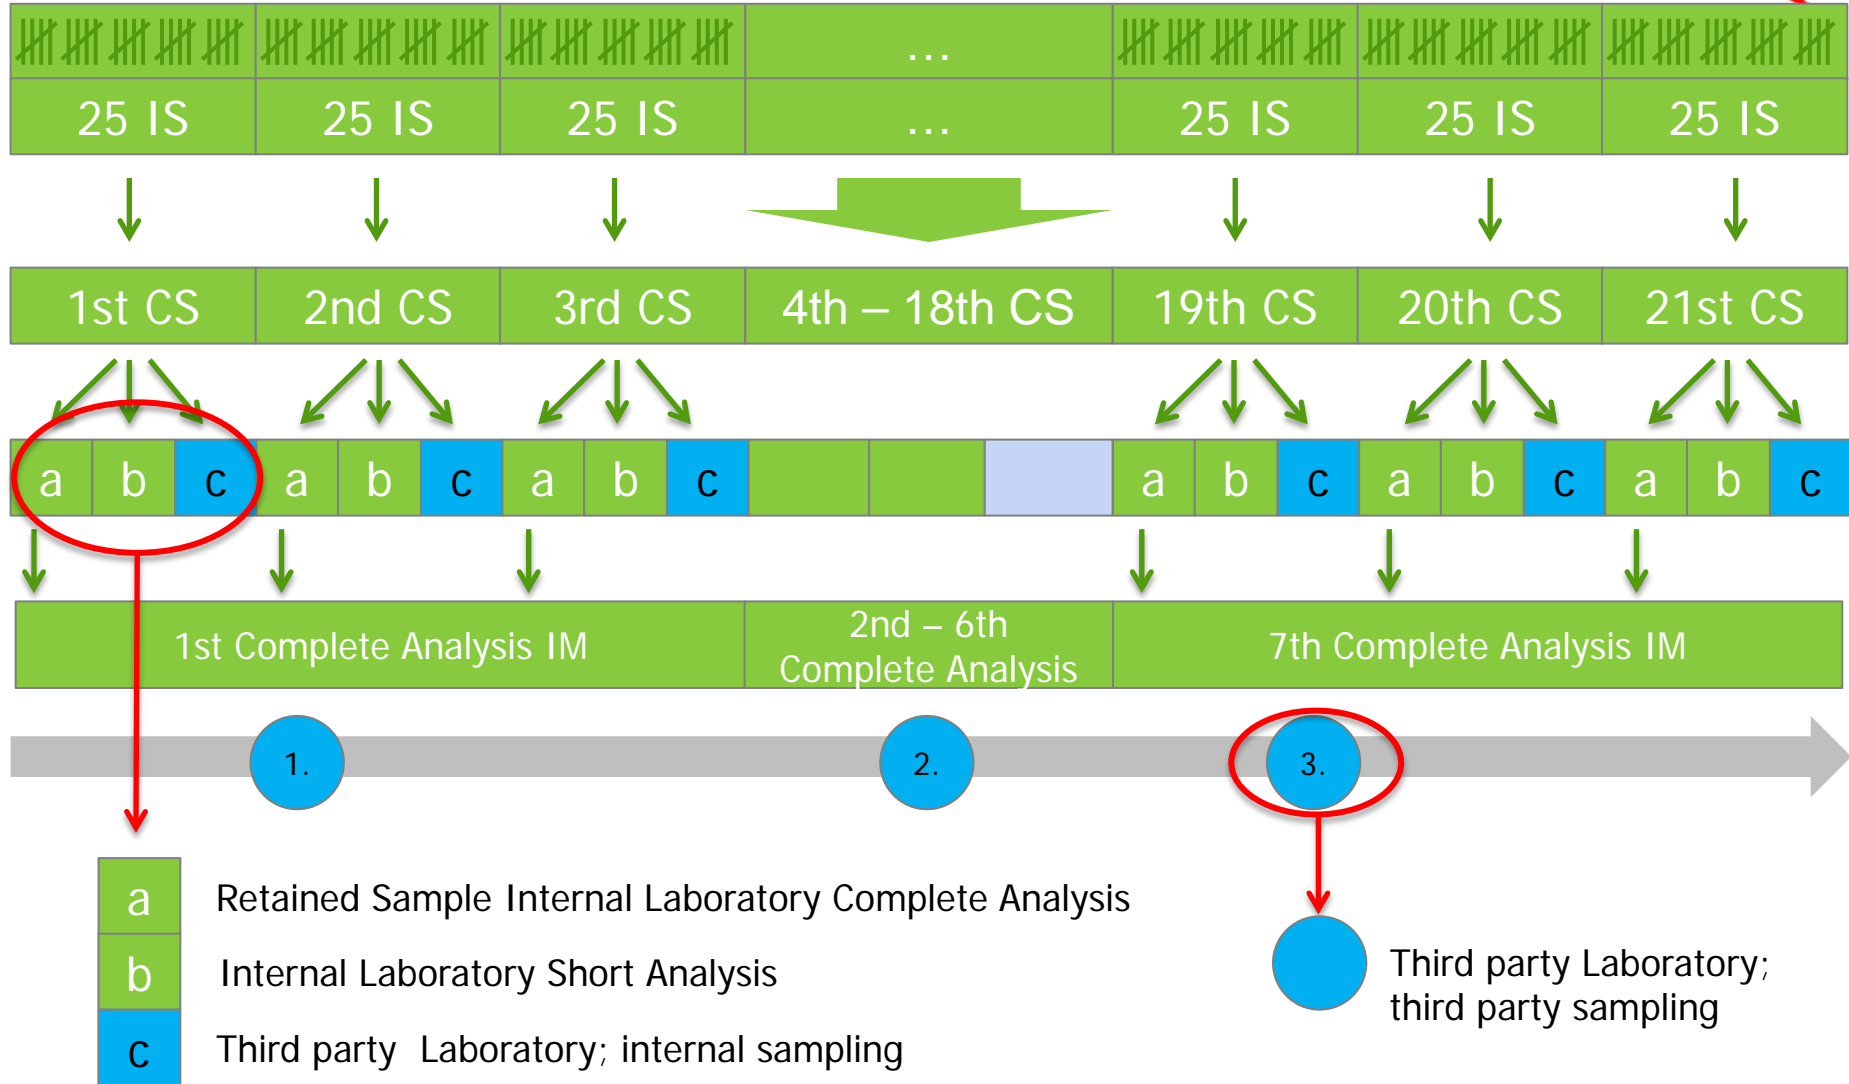 ...
25 IS 25 IS 25 IS ... 25 IS 25 IS 25 IS
1st CS 2nd CS 3rd CS 4th – 18th CS 19th CS 20th CS 21st CS
a b c a b c a b c a b c a b c a b c
1st Complete Analysis IM
2nd – 6th
Complete Analysis
7th Complete Analysis IM
1. 2. 3.
a Retained Sample Internal Laboratory Complete Analysis
b Internal Laboratory Short Analysis
c Third party Laboratory; internal sampling
Third party Laboratory;
third party sampling